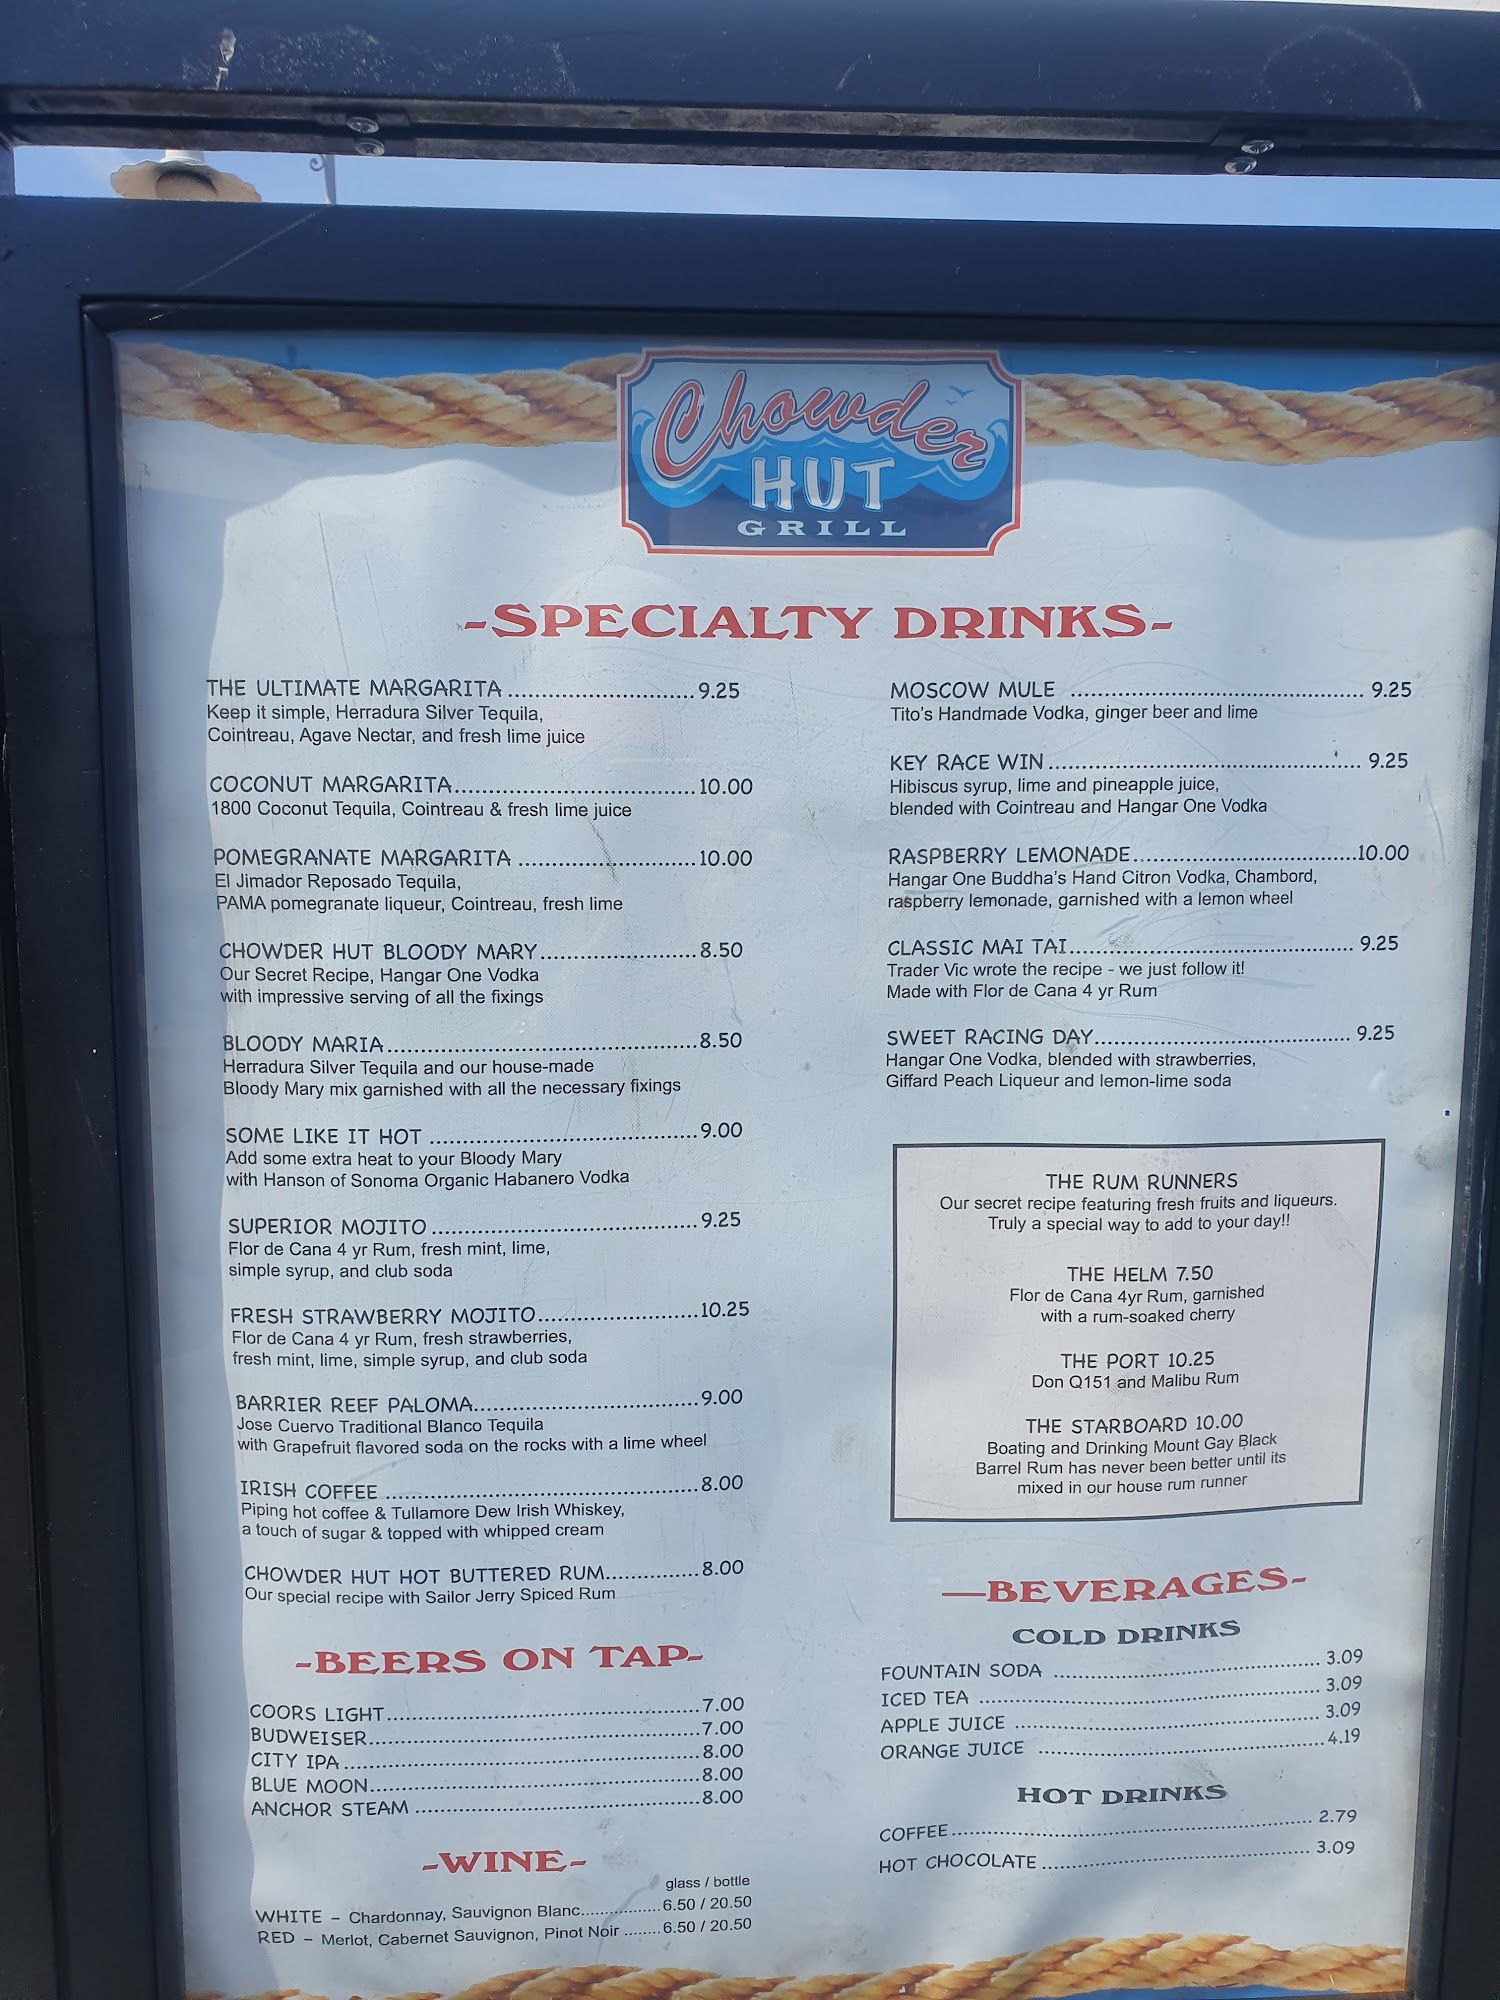 Chowder
HUT
GRILL
-SPECIALTY DRINKS-
THE ULTIMATE MARGARITA ............................ 9.25
Keep it simple, Herradura Silver Tequila,
Cointreau, Agave Nectar, and fresh lime juice
COCONUT MARGARITA.................................... 10.00
1800 Coconut Tequila, Cointreau & fresh lime juice
POMEGRANATE MARGARITA ........................... 10.00
El Jimador Reposado Tequila,
PAMA pomegranate liqueur, Cointreau, fresh lime
CHOWDER HUT BLOODY MARY........................ 8.50
Our Secret Recipe, Hangar One Vodka
with impressive serving of all the fixings
BLOODY MARIA............................................... 8.50
Herradura Silver Tequila and our house-made
Bloody Mary mix garnished with all the necessary fixings
SOME LIKE IT HOT ......................................... 9.00
Add some extra heat to your Bloody Mary
with Hanson of Sonoma Organic Habanero Vodka
SUPERIOR MOJITO ......................................... 9.25
Flor de Cana 4 yr Rum, fresh mint, lime,
simple syrup, and club soda
FRESH STRAWBERRY MOJITO........................ 10.25
Flor de Cana 4 yr Rum, fresh strawberries,
fresh mint, lime, simple syrup, and club soda
BARRIER REEF PALOMA.................................. 9.00
Jose Cuervo Traditional Blanco Tequila
with Grapefruit flavored soda on the rocks with a lime wheel
IRISH COFFEE ................................................ 8.00
Piping hot coffee & Tullamore Dew Irish Whiskey,
a touch of sugar & topped with whipped cream
CHOWDER HUT HOT BUTTERED RUM.............. 8.00
Our special recipe with Sailor Jerry Spiced Rum
-BEERS ON TAP-
COORS LIGHT................................................ 7.00
BUDWEISER................................................... 7.00
CITY IPA ....................................................... 8.00
BLUE MOON................................................... 8.00
ANCHOR STEAM ............................................ 8.00
-WINE-
glass / bottle
WHITE – Chardonnay, Sauvignon Blanc................ 6.50 / 20.50
RED – Merlot, Cabernet Sauvignon, Pinot Noir ........ 6.50 / 20.50
MOSCOW MULE ............................................. 9.25
Tito's Handmade Vodka, ginger beer and lime
KEY RACE WIN ............................................... 9.25
Hibiscus syrup, lime and pineapple juice,
blended with Cointreau and Hangar One Vodka
RASPBERRY LEMONADE.................................. 10.00
Hangar One Buddha's Hand Citron Vodka, Chambord,
raspberry lemonade, garnished with a lemon wheel
CLASSIC MAI TAI............................................ 9.25
Trader Vic wrote the recipe - we just follow it!
Made with Flor de Cana 4 yr Rum
SWEET RACING DAY....................................... 9.25
Hangar One Vodka, blended with strawberries,
Giffard Peach Liqueur and lemon-lime soda
THE RUM RUNNERS
Our secret recipe featuring fresh fruits and liqueurs.
Truly a special way to add to your day!!
THE HELM 7.50
Flor de Cana 4yr Rum, garnished
with a rum-soaked cherry
THE PORT 10.25
Don Q151 and Malibu Rum
THE STARBOARD 10.00
Boating and Drinking Mount Gay Black
Barrel Rum has never been better until its
mixed in our house rum runner
—BEVERAGES-
COLD DRINKS
FOUNTAIN SODA ......................................... 3.09
ICED TEA .................................................... 3.09
APPLE JUICE ............................................... 3.09
ORANGE JUICE ............................................ 4.19
HOT DRINKS
COFFEE....................................................... 2.79
HOT CHOCOLATE ......................................... 3.09